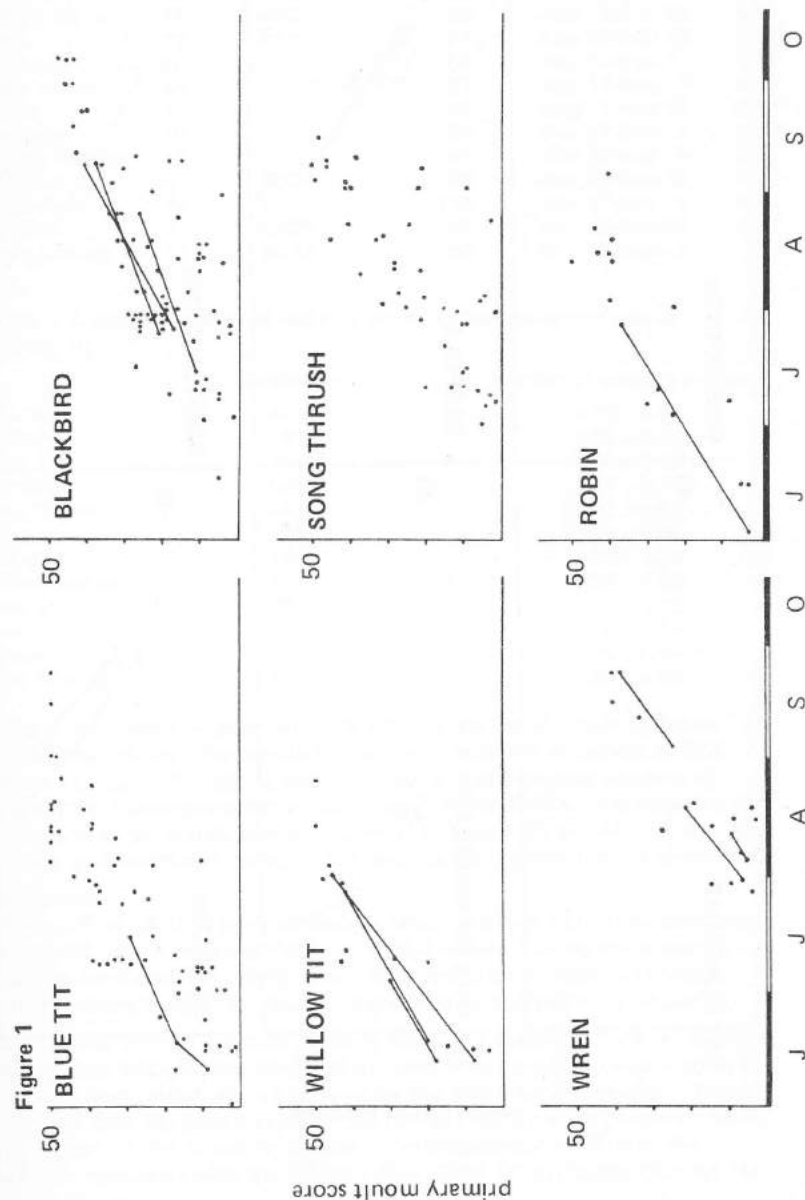 Figure 1
BLUE TIT
50
BLACKBIRD
50
WILLOW TIT
50
SONG THRUSH
50
WREN
50
ROBIN
50
primary moult score
J J A S O
J J A S O